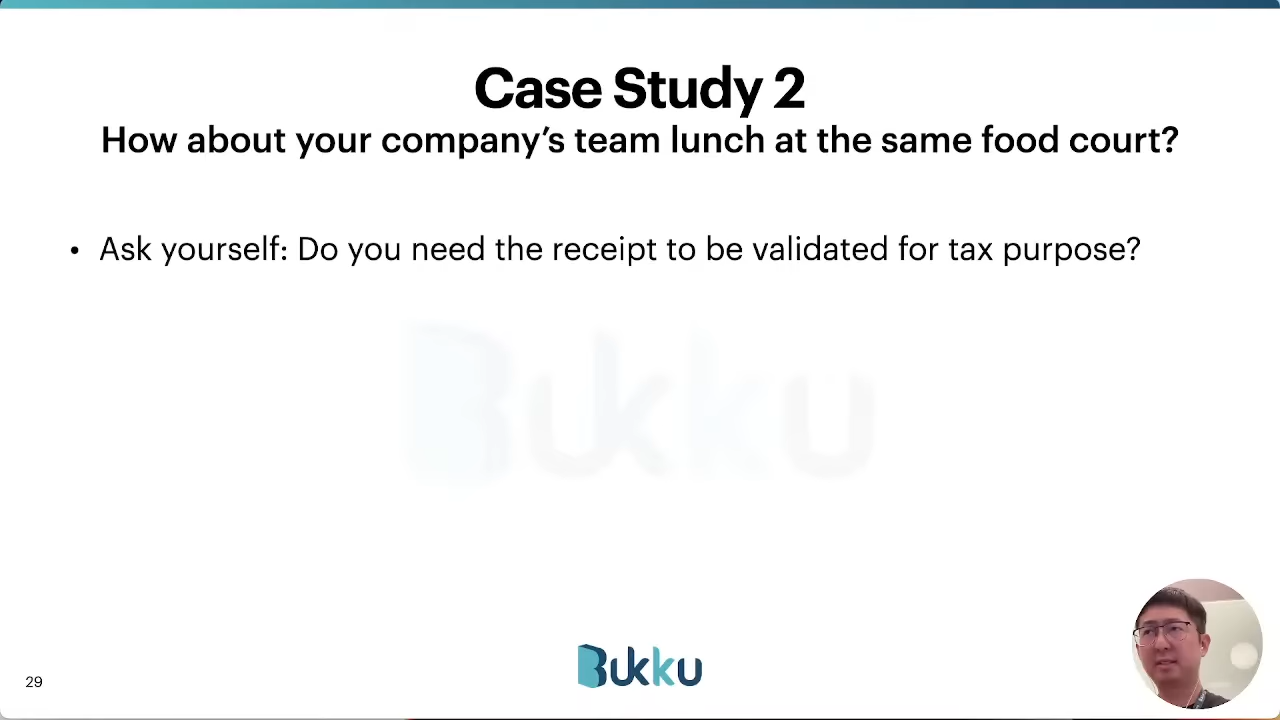 Case Study 2
How about your company’s team lunch at the same food court?
• Ask yourself: Do you need the receipt to be validated for tax purpose?
Bukku
Bukku
29